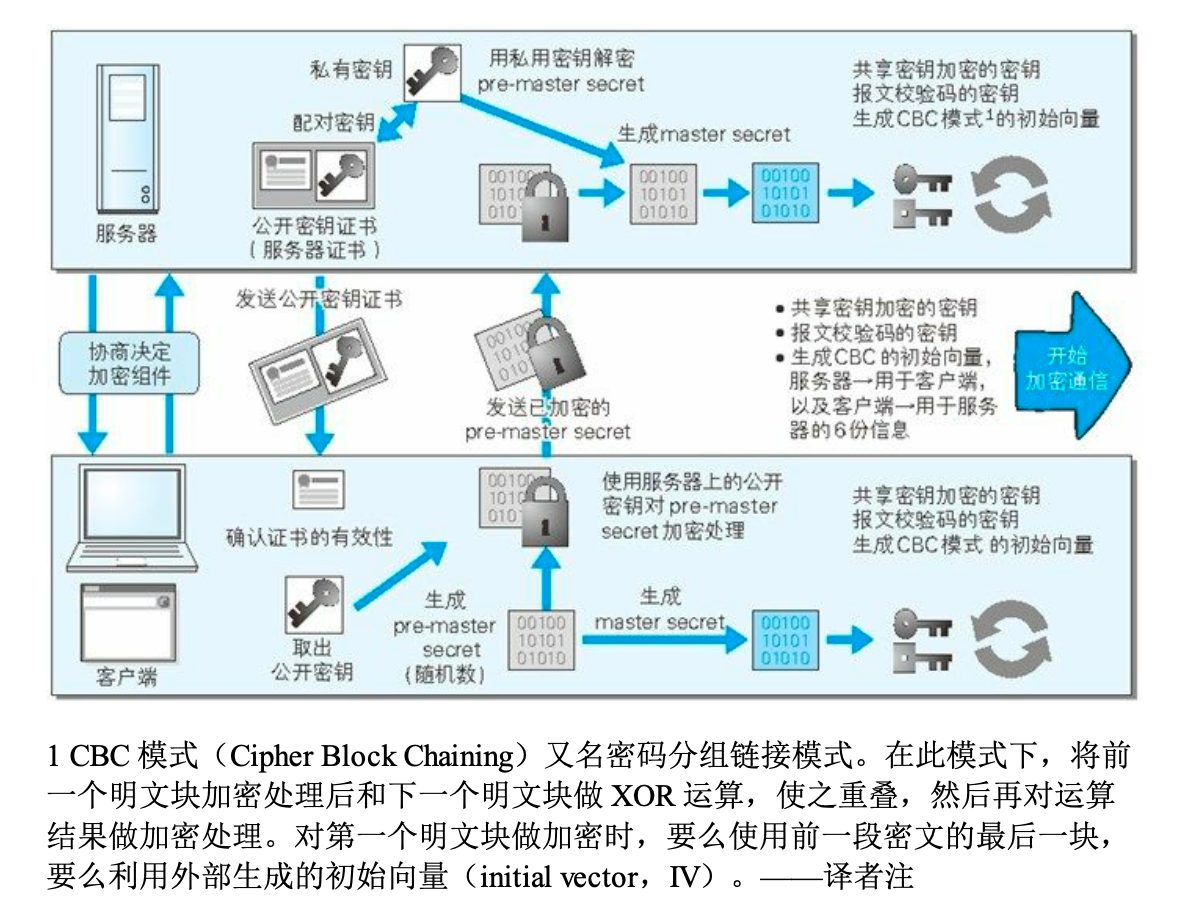 私有密钥
用私用密钥解密
pre-master secret
共享密钥加密的密钥
报文校验码的密钥
生成CBC模式1的初始向量
配对密钥
生成master secret
00100
1010
010
00100
10101
01010
00100
10101
01010
服务器
公开密钥证书
（服务器证书）
发送公开密钥证书
协商决定
加密组件
0010
1010
010
发送已加密的
pre-master secret
●共享密钥加密的密钥
●报文校验码的密钥
●生成CBC 的初始向量，
服务器→用于客户端，
以及客户端→用于服务
器的6份信息
开始
加密通信
00100
1010
010
使用服务器上的公开
密钥对 pre-master
secret 加密处理
共享密钥加密的密钥
报文校验码的密钥
生成CBC模式 的初始向量
确认证书的有效性
取出
公开密钥
生成
pre-master
secret
（随机数）
00100
10101
01010
生成
master secret
00100
10101
01010
客户端
1 CBC 模式（Cipher Block Chaining）又名密码分组链接模式。在此模式下，将前
一个明文块加密处理后和下一个明文块做 XOR 运算，使之重叠，然后再对运算
结果做加密处理。对第一个明文块做加密时，要么使用前一段密文的最后一块，
要么利用外部生成的初始向量（initial vector，IV）。——译者注